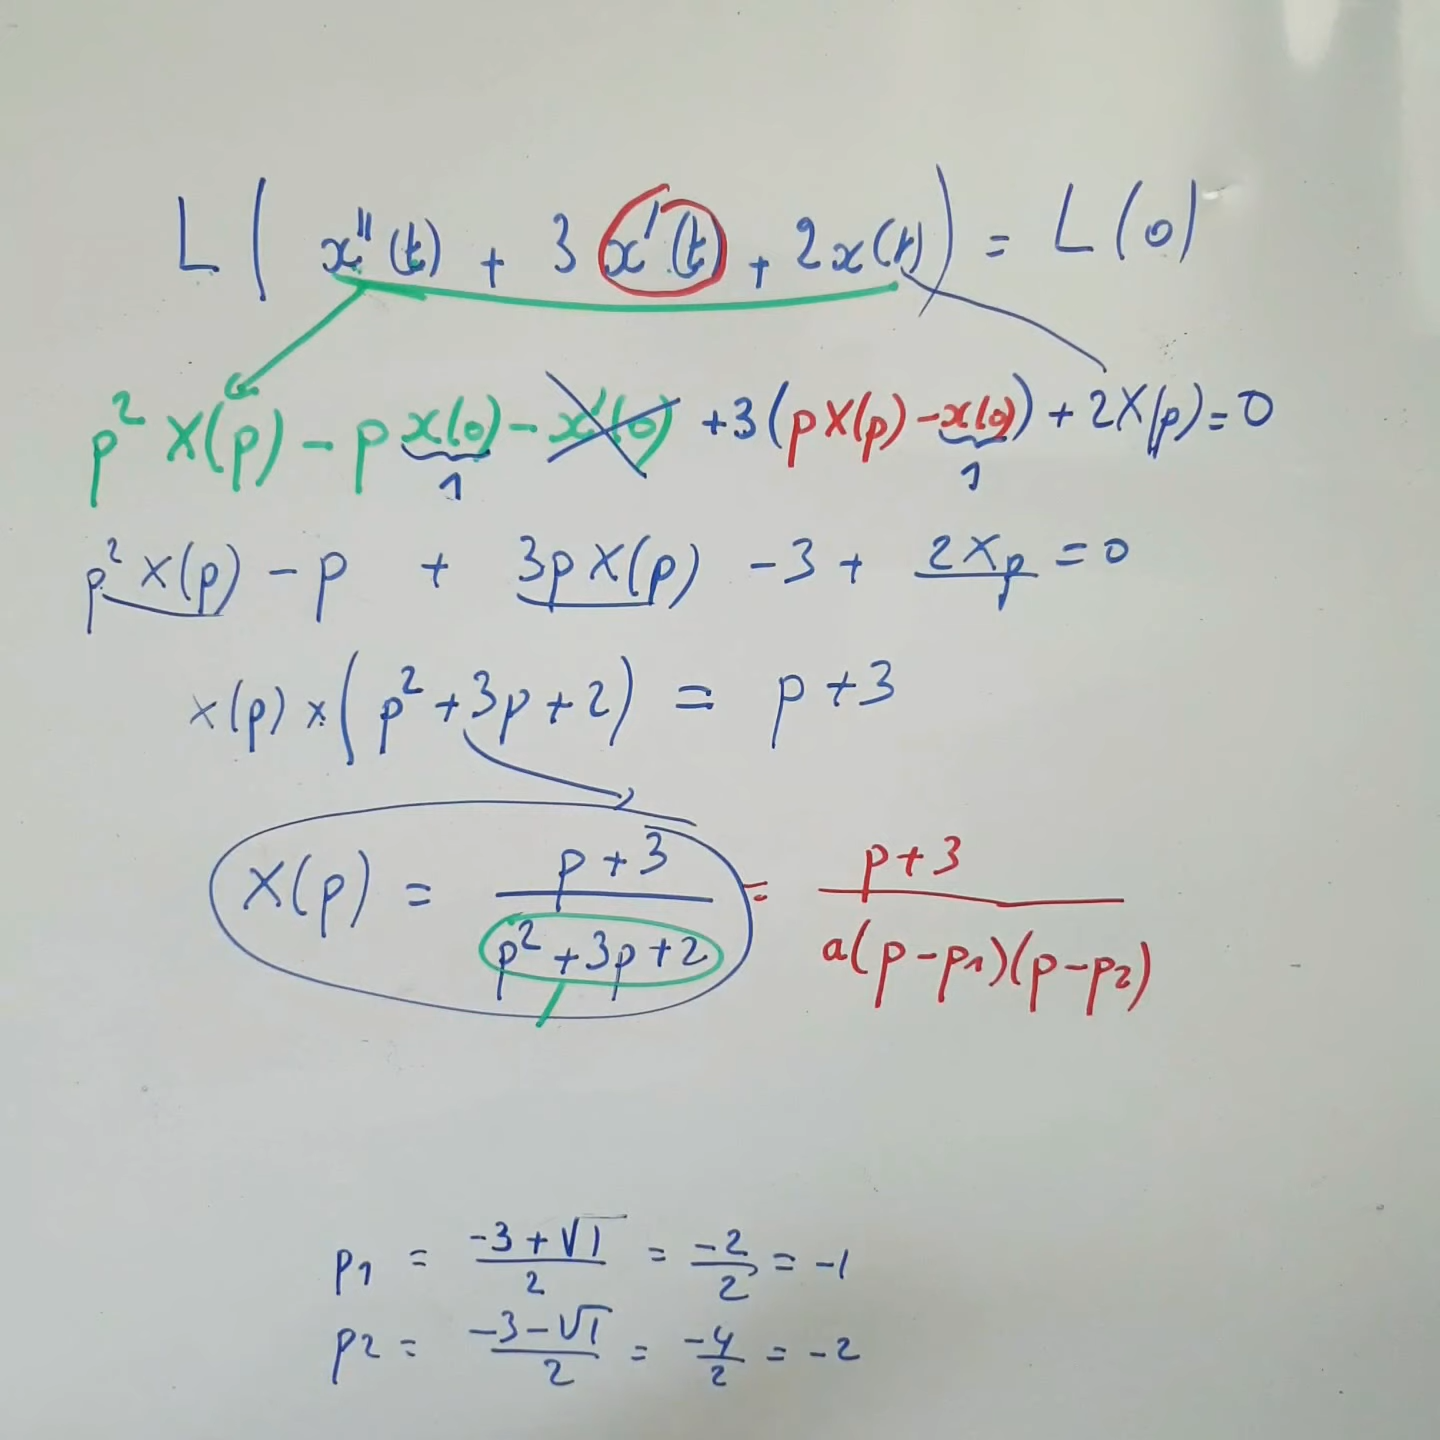 L( x''(t) + 3 x'(t) + 2x(t) ) = L(0)
p² X(p) - p x(0) - x'(0) +3(pX(p) - x(0)) + 2X(p) = 0
1 1
p² X(p) - p + 3p X(p) - 3 + 2Xp = 0
X(p) × ( p² + 3p + 2) = p + 3
X(p) = p + 3 / p² + 3p + 2 = p + 3 / a(p - p1)(p - p2)
p1 = -3 + √1 / 2 = -2 / 2 = -1
p2 = -3 - √1 / 2 = -4 / 2 = -2